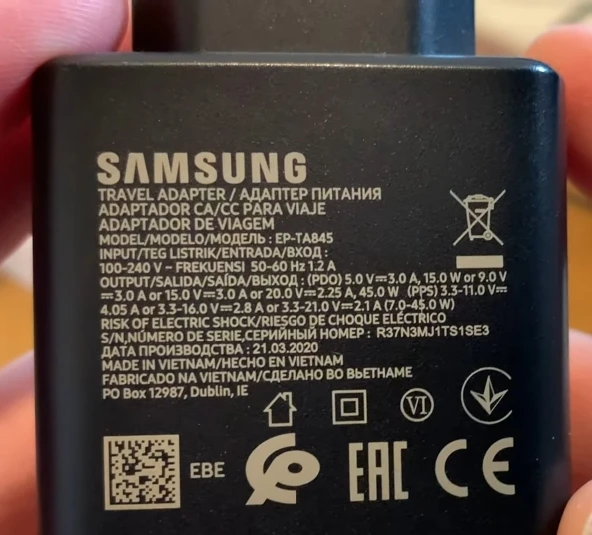 SAMSUNG
TRAVEL ADAPTER / АДАПТЕР ПИТАНИЯ
ADAPTADOR CA/CC PARA VIAJE
ADAPTADOR DE VIAGEM
MODEL/MODELO/МОДЕЛЬ : EP-TA845
INPUT/TEG LISTRIK/ENTRADA/ВХОД :
100-240 V ~ FREKUENSI 50-60 Hz 1.2 A
OUTPUT/SALIDA/SAÍDA/ВЫХОД : (PDO) 5.0 V⎓3.0 A, 15.0 W or 9.0 V
⎓3.0 A or 15.0 V⎓3.0 A or 20.0 V⎓2.25 A, 45.0 W (PPS) 3.3-11.0 V⎓
4.05 A or 3.3-16.0 V⎓2.8 A or 3.3-21.0 V⎓2.1 A (7.0-45.0 W)
RISK OF ELECTRIC SHOCK/RIESGO DE CHOQUE ELÉCTRICO
S/N,NÚMERO DE SERIE,СЕРИЙНЫЙ НОМЕР : R37N3MJ1TS1SE3
ДАТА ПРОИЗВОДСТВА : 21.03.2020
MADE IN VIETNAM/HECHO EN VIETNAM
FABRICADO NA VIETNAM/СДЕЛАНО ВО ВЬЕТНАМЕ
PO Box 12987, Dublin, IE
VI
EBE
EAC CE